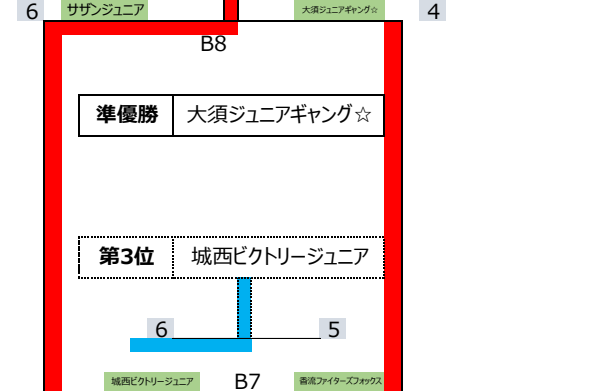 6 サザンジュニア 大須ジュニアギャング☆ 4
B8
準優勝 大須ジュニアギャング☆
第3位 城西ビクトリージュニア
6 5
城西ビクトリージュニア B7 香流ファイターズフォックス